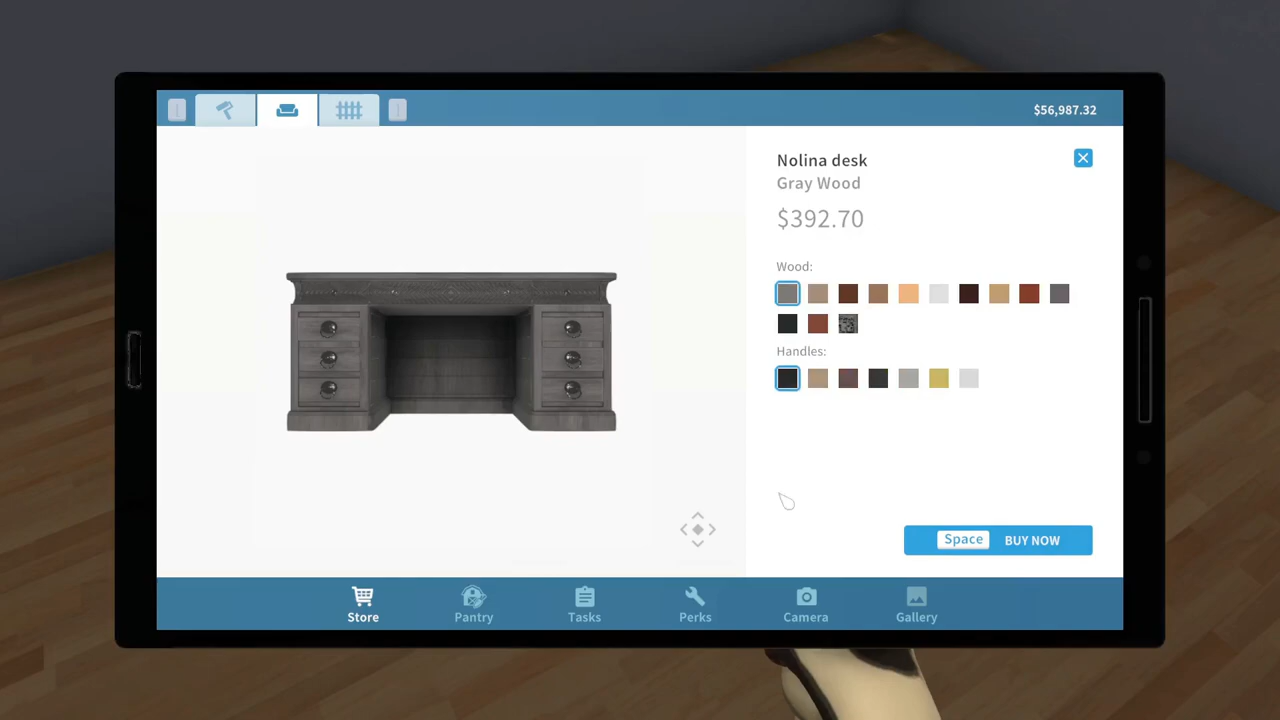 $56,987.32
Nolina desk
Gray Wood
$392.70
Wood:
Handles:
Space BUY NOW
Store
Pantry
Tasks
Perks
Camera
Gallery